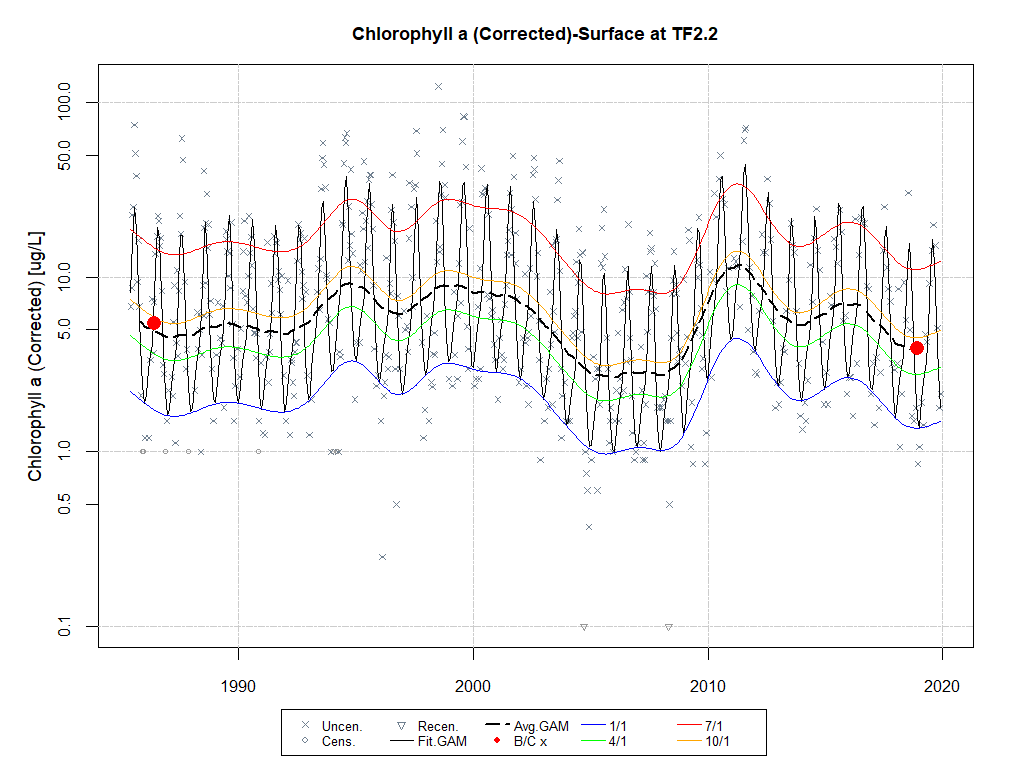 Chlorophyll a (Corrected)-Surface at TF2.2
Chlorophyll a (Corrected) [ug/L]
100.0
50.0
10.0
5.0
1.0
0.5
0.1
1990 2000 2010 2020
Uncen. Recen. Avg.GAM 1/1 7/1
Cens. Fit.GAM B/C x 4/1 10/1